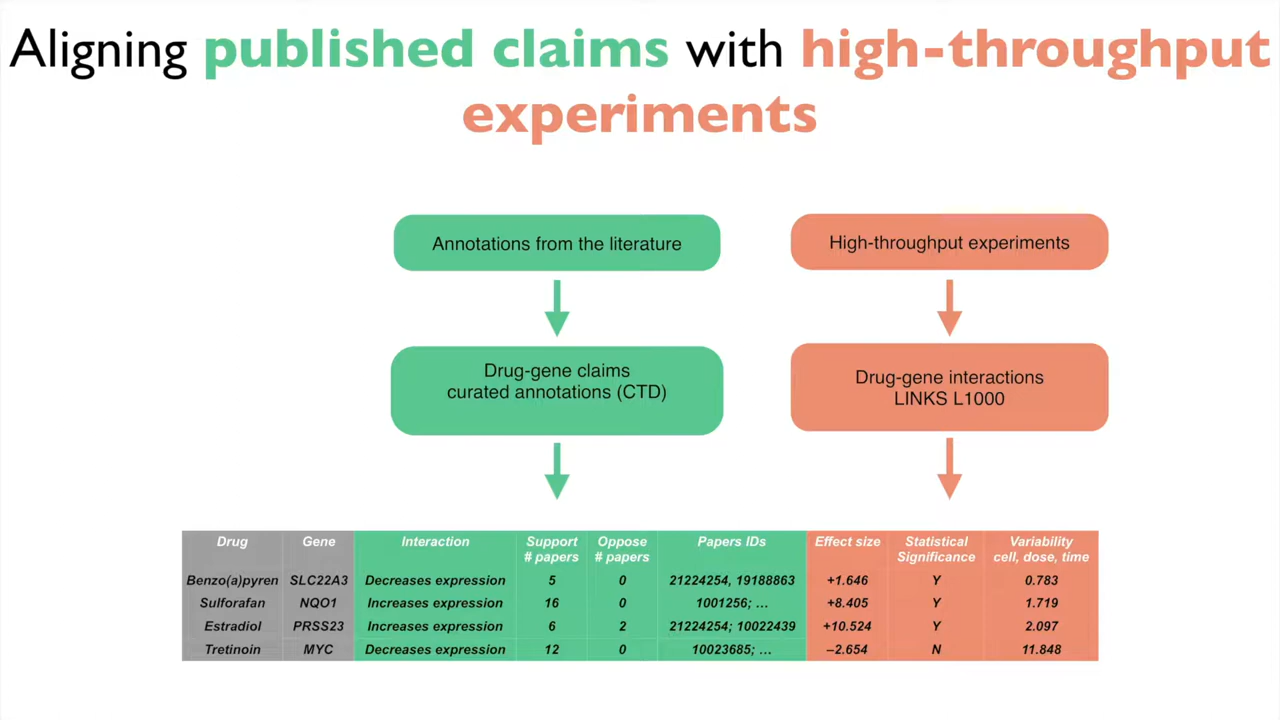 Aligning published claims with high-throughput
experiments
Annotations from the literature
High-throughput experiments
Drug-gene claims
curated annotations (CTD)
Drug-gene interactions
LINKS L1000
Drug Gene Interaction Support # papers Oppose # papers Papers IDs Effect size Statistical Significance Variability cell, dose, time
Benzo(a)pyren SLC22A3 Decreases expression 5 0 21224254, 19188863 +1.646 Y 0.783
Sulforafan NQO1 Increases expression 16 0 1001256; … +8.405 Y 1.719
Estradiol PRSS23 Increases expression 6 2 21224254; 10022439 +10.524 Y 2.097
Tretinoin MYC Decreases expression 12 0 10023685; … –2.654 N 11.848